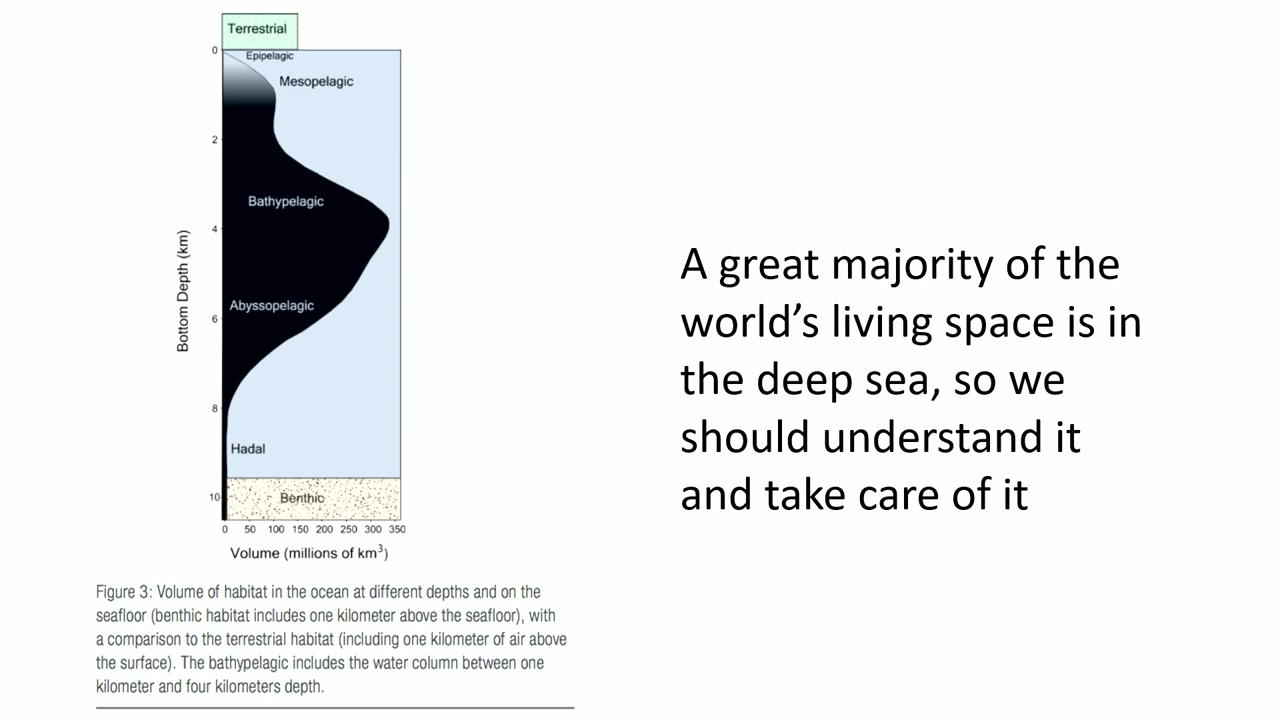 Terrestrial
0
Epipelagic
Mesopelagic
2
Bathypelagic
4
Bottom Depth (km)
Abyssopelagic
6
8
Hadal
10
Benthic
0 50 100 150 200 250 300 350
Volume (millions of km³)
Figure 3: Volume of habitat in the ocean at different depths and on the
seafloor (benthic habitat includes one kilometer above the seafloor), with
a comparison to the terrestrial habitat (including one kilometer of air above
the surface). The bathypelagic includes the water column between one
kilometer and four kilometers depth.
A great majority of the
world’s living space is in
the deep sea, so we
should understand it
and take care of it